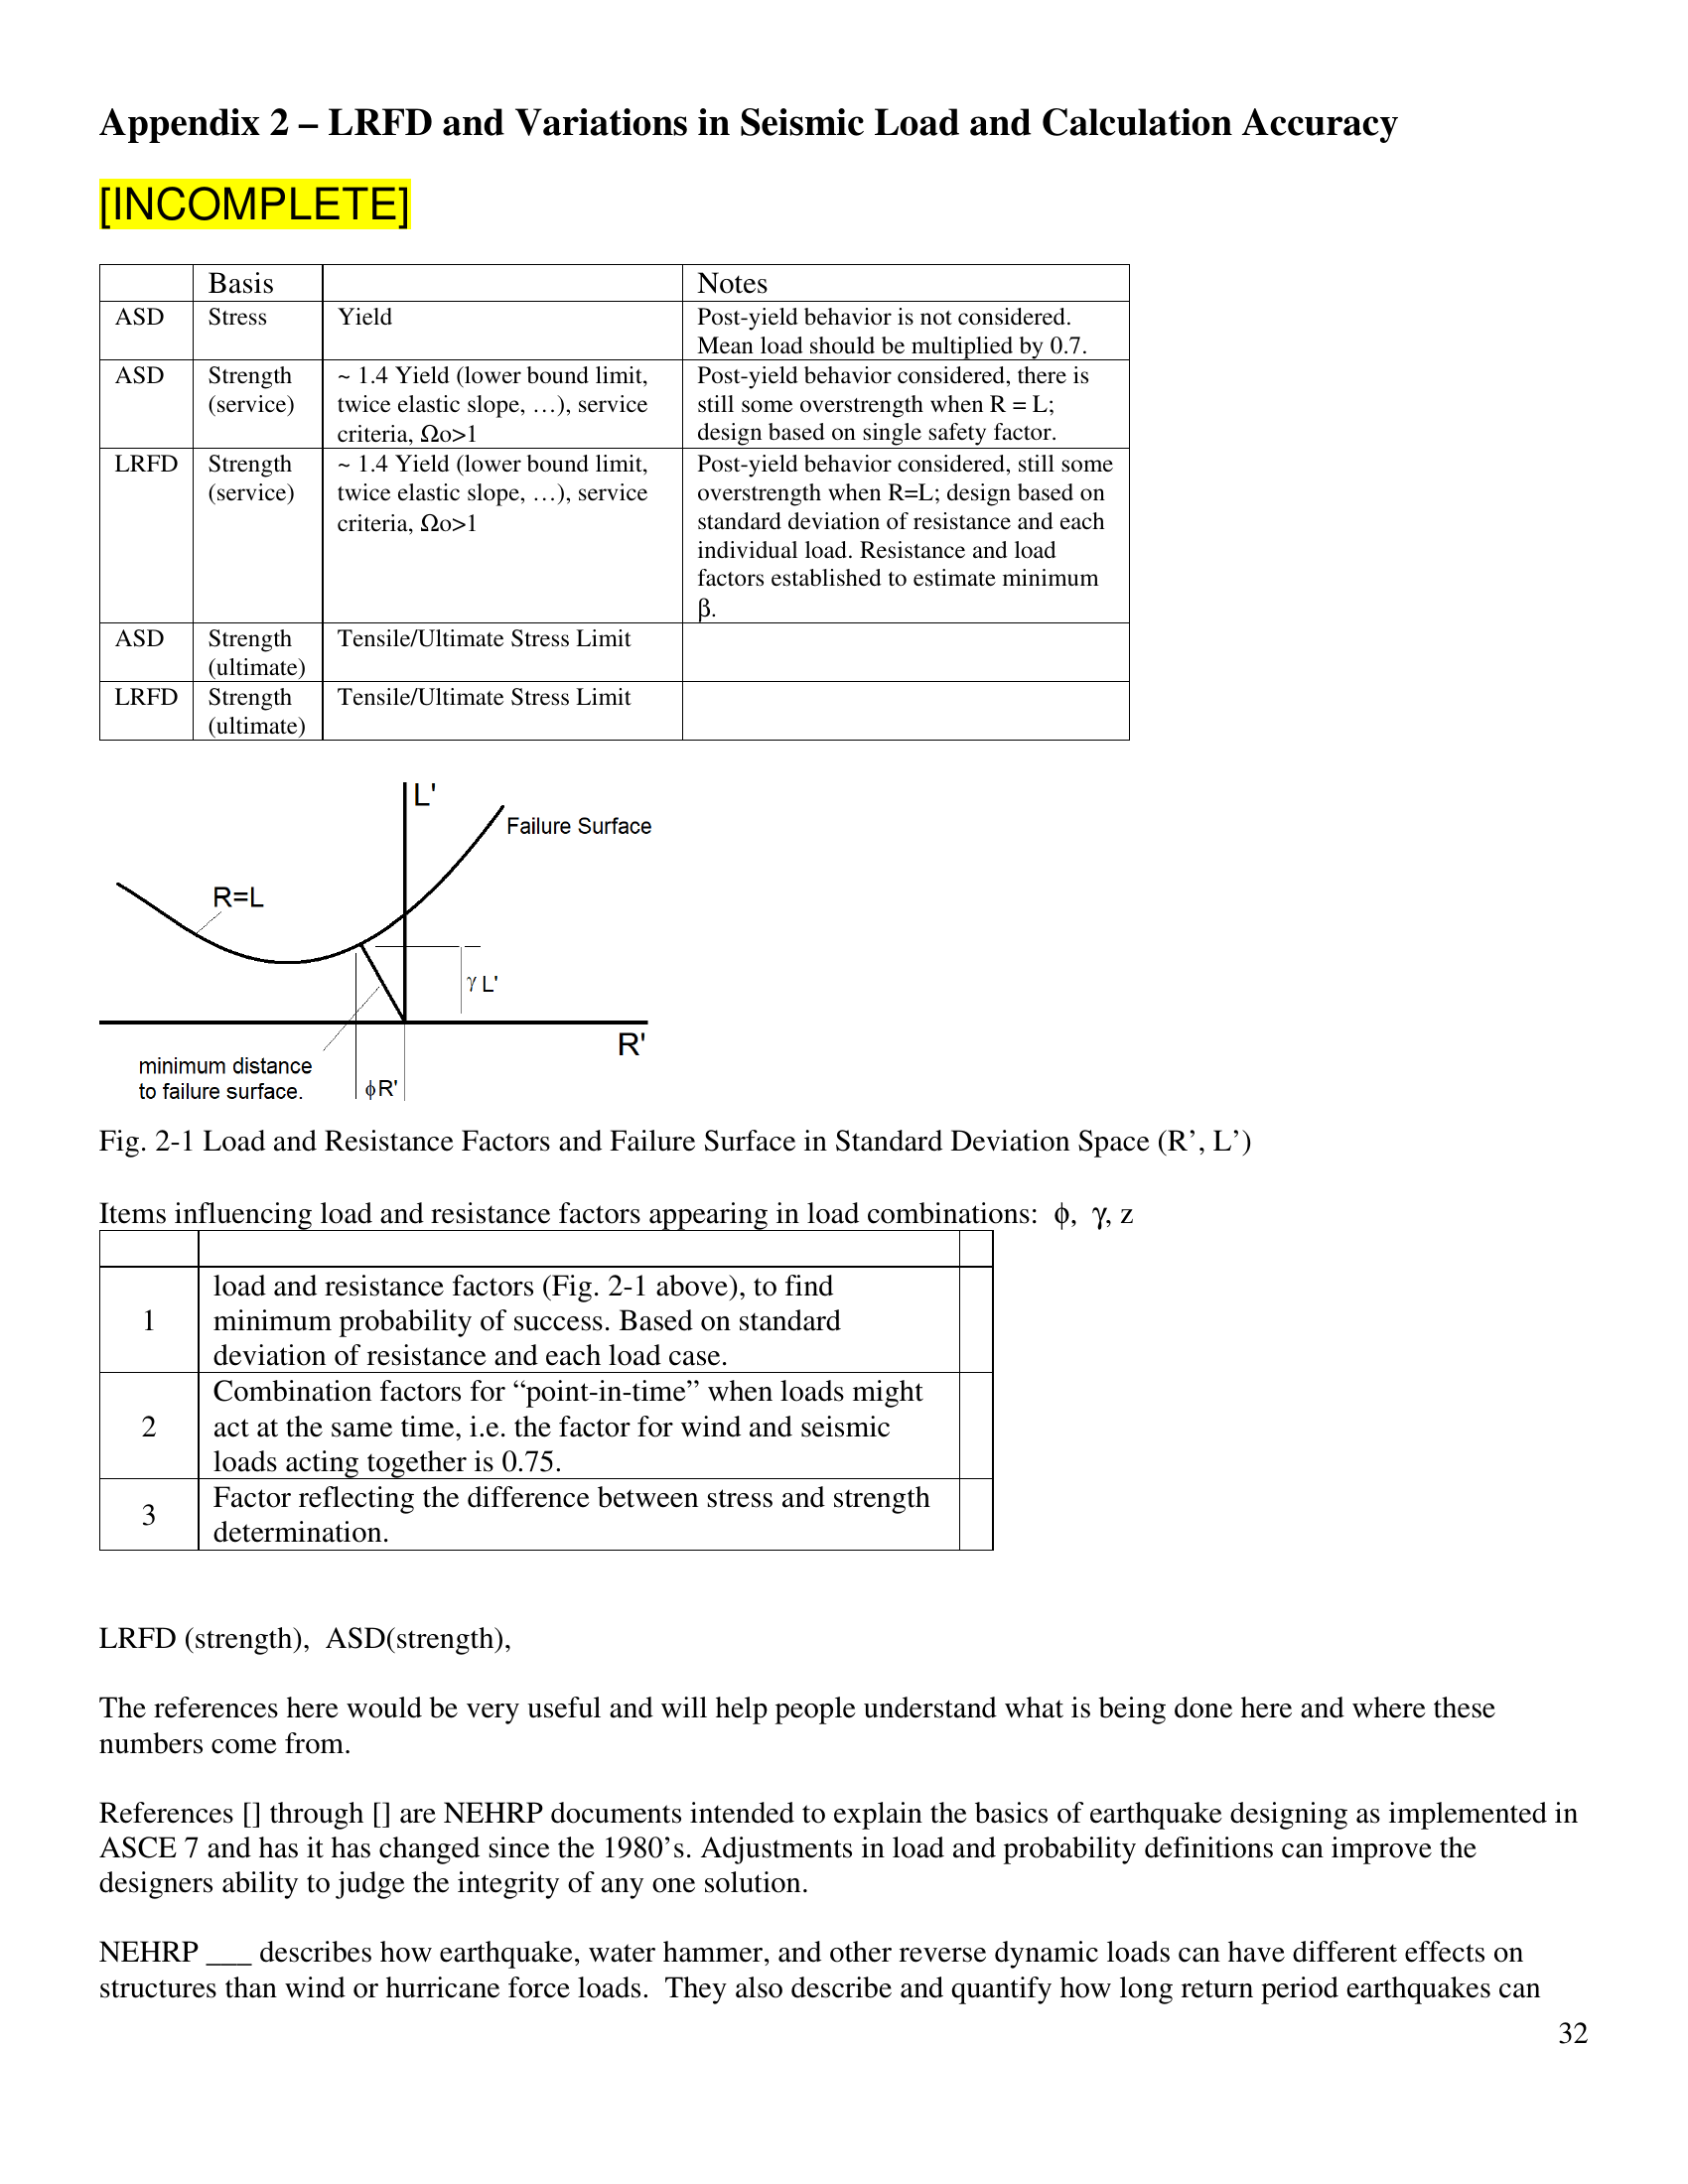 Appendix 2 – LRFD and Variations in Seismic Load and Calculation Accuracy
[INCOMPLETE]
Basis Notes
ASD Stress Yield Post-yield behavior is not considered.
Mean load should be multiplied by 0.7.
ASD Strength ~ 1.4 Yield (lower bound limit, Post-yield behavior considered, there is
(service) twice elastic slope, …), service still some overstrength when R = L;
criteria, Ωo>1 design based on single safety factor.
LRFD Strength ~ 1.4 Yield (lower bound limit, Post-yield behavior considered, still some
(service) twice elastic slope, …), service overstrength when R=L; design based on
criteria, Ωo>1 standard deviation of resistance and each
individual load. Resistance and load
factors established to estimate minimum
β.
ASD Strength Tensile/Ultimate Stress Limit
(ultimate)
LRFD Strength Tensile/Ultimate Stress Limit
(ultimate)
L'
Failure Surface
R=L
γ L'
R'
minimum distance
to failure surface.
ϕR'
Fig. 2-1 Load and Resistance Factors and Failure Surface in Standard Deviation Space (R’, L’)
Items influencing load and resistance factors appearing in load combinations: ϕ, γ, z
load and resistance factors (Fig. 2-1 above), to find
1 minimum probability of success. Based on standard
deviation of resistance and each load case.
Combination factors for “point-in-time” when loads might
2 act at the same time, i.e. the factor for wind and seismic
loads acting together is 0.75.
3 Factor reflecting the difference between stress and strength
determination.
LRFD (strength), ASD(strength),
The references here would be very useful and will help people understand what is being done here and where these
numbers come from.
References [] through [] are NEHRP documents intended to explain the basics of earthquake designing as implemented in
ASCE 7 and has it has changed since the 1980’s. Adjustments in load and probability definitions can improve the
designers ability to judge the integrity of any one solution.
NEHRP ___ describes how earthquake, water hammer, and other reverse dynamic loads can have different effects on
structures than wind or hurricane force loads. They also describe and quantify how long return period earthquakes can
32